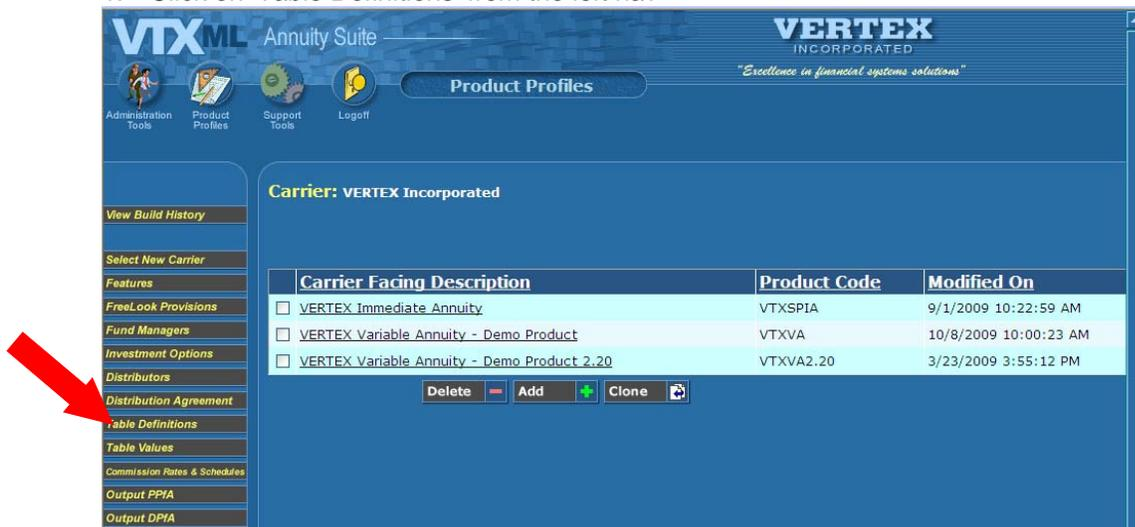 VTXML Annuity Suite
VERTEX
INCORPORATED
"Excellence in financial systems solutions"
Product Profiles
Administration Tools
Product Profiles
Support Tools
Logoff
Carrier: VERTEX Incorporated
View Build History
Select New Carrier
Features
FreeLook Provisions
Fund Managers
Investment Options
Distributors
Distribution Agreement
Table Definitions
Table Values
Commission Rates & Schedules
Output PPfA
Output DPfA
Carrier Facing Description Product Code Modified On
VERTEX Immediate Annuity VTXSPIA 9/1/2009 10:22:59 AM
VERTEX Variable Annuity - Demo Product VTXVA 10/8/2009 10:00:23 AM
VERTEX Variable Annuity - Demo Product 2.20 VTXVA2.20 3/23/2009 3:55:12 PM
Delete Add Clone